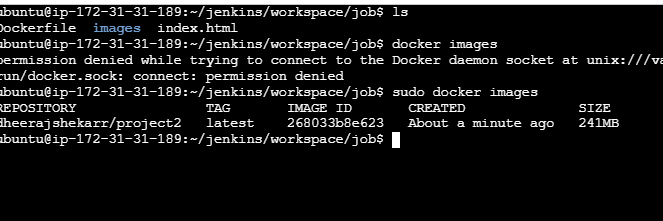 ubuntu@ip-172-31-31-189:~/jenkins/workspace/job$ ls
Dockerfile  images  index.html
ubuntu@ip-172-31-31-189:~/jenkins/workspace/job$ docker images
permission denied while trying to connect to the Docker daemon socket at unix:///va
run/docker.sock: connect: permission denied
ubuntu@ip-172-31-31-189:~/jenkins/workspace/job$ sudo docker images
REPOSITORY TAG IMAGE ID CREATED SIZE
dheerajshekarr/project2 latest 268033b8e623 About a minute ago 241MB
ubuntu@ip-172-31-31-189:~/jenkins/workspace/job$